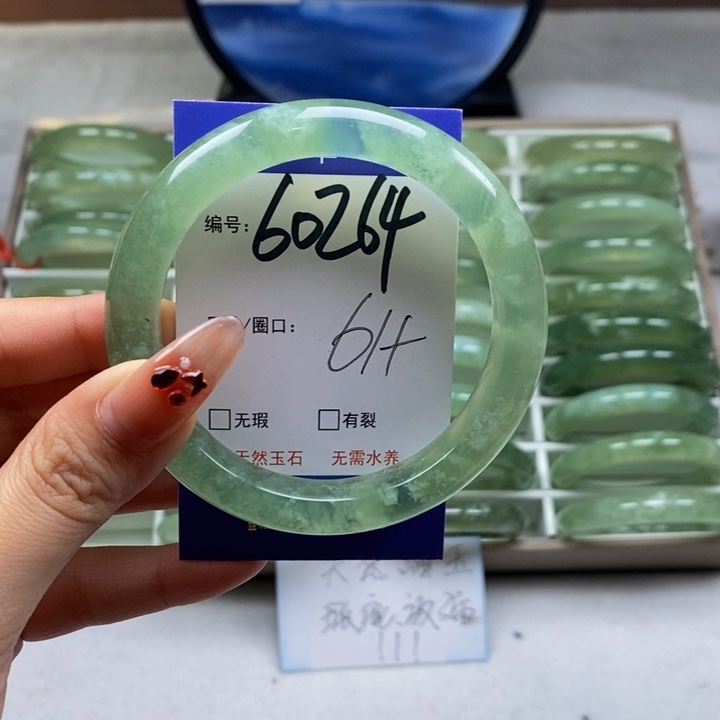 编号: 60264
/圈口: 61+
□无瑕 □有裂
天然玉石 无需水养
!!!